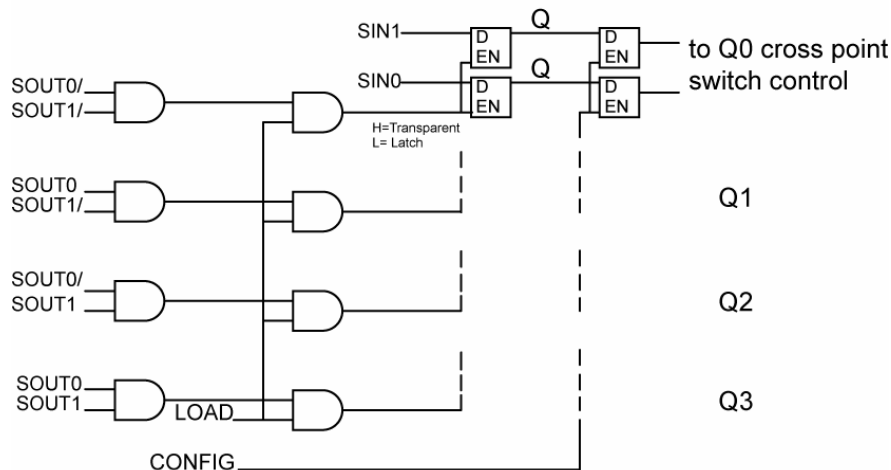 SIN1
D
EN
Q
D
EN
to Q0 cross point
switch control
SIN0
D
EN
Q
D
EN
SOUT0/
SOUT1/
H=Transparent
L= Latch
SOUT0
SOUT1/
Q1
SOUT0/
SOUT1
Q2
SOUT0
SOUT1
LOAD
Q3
CONFIG